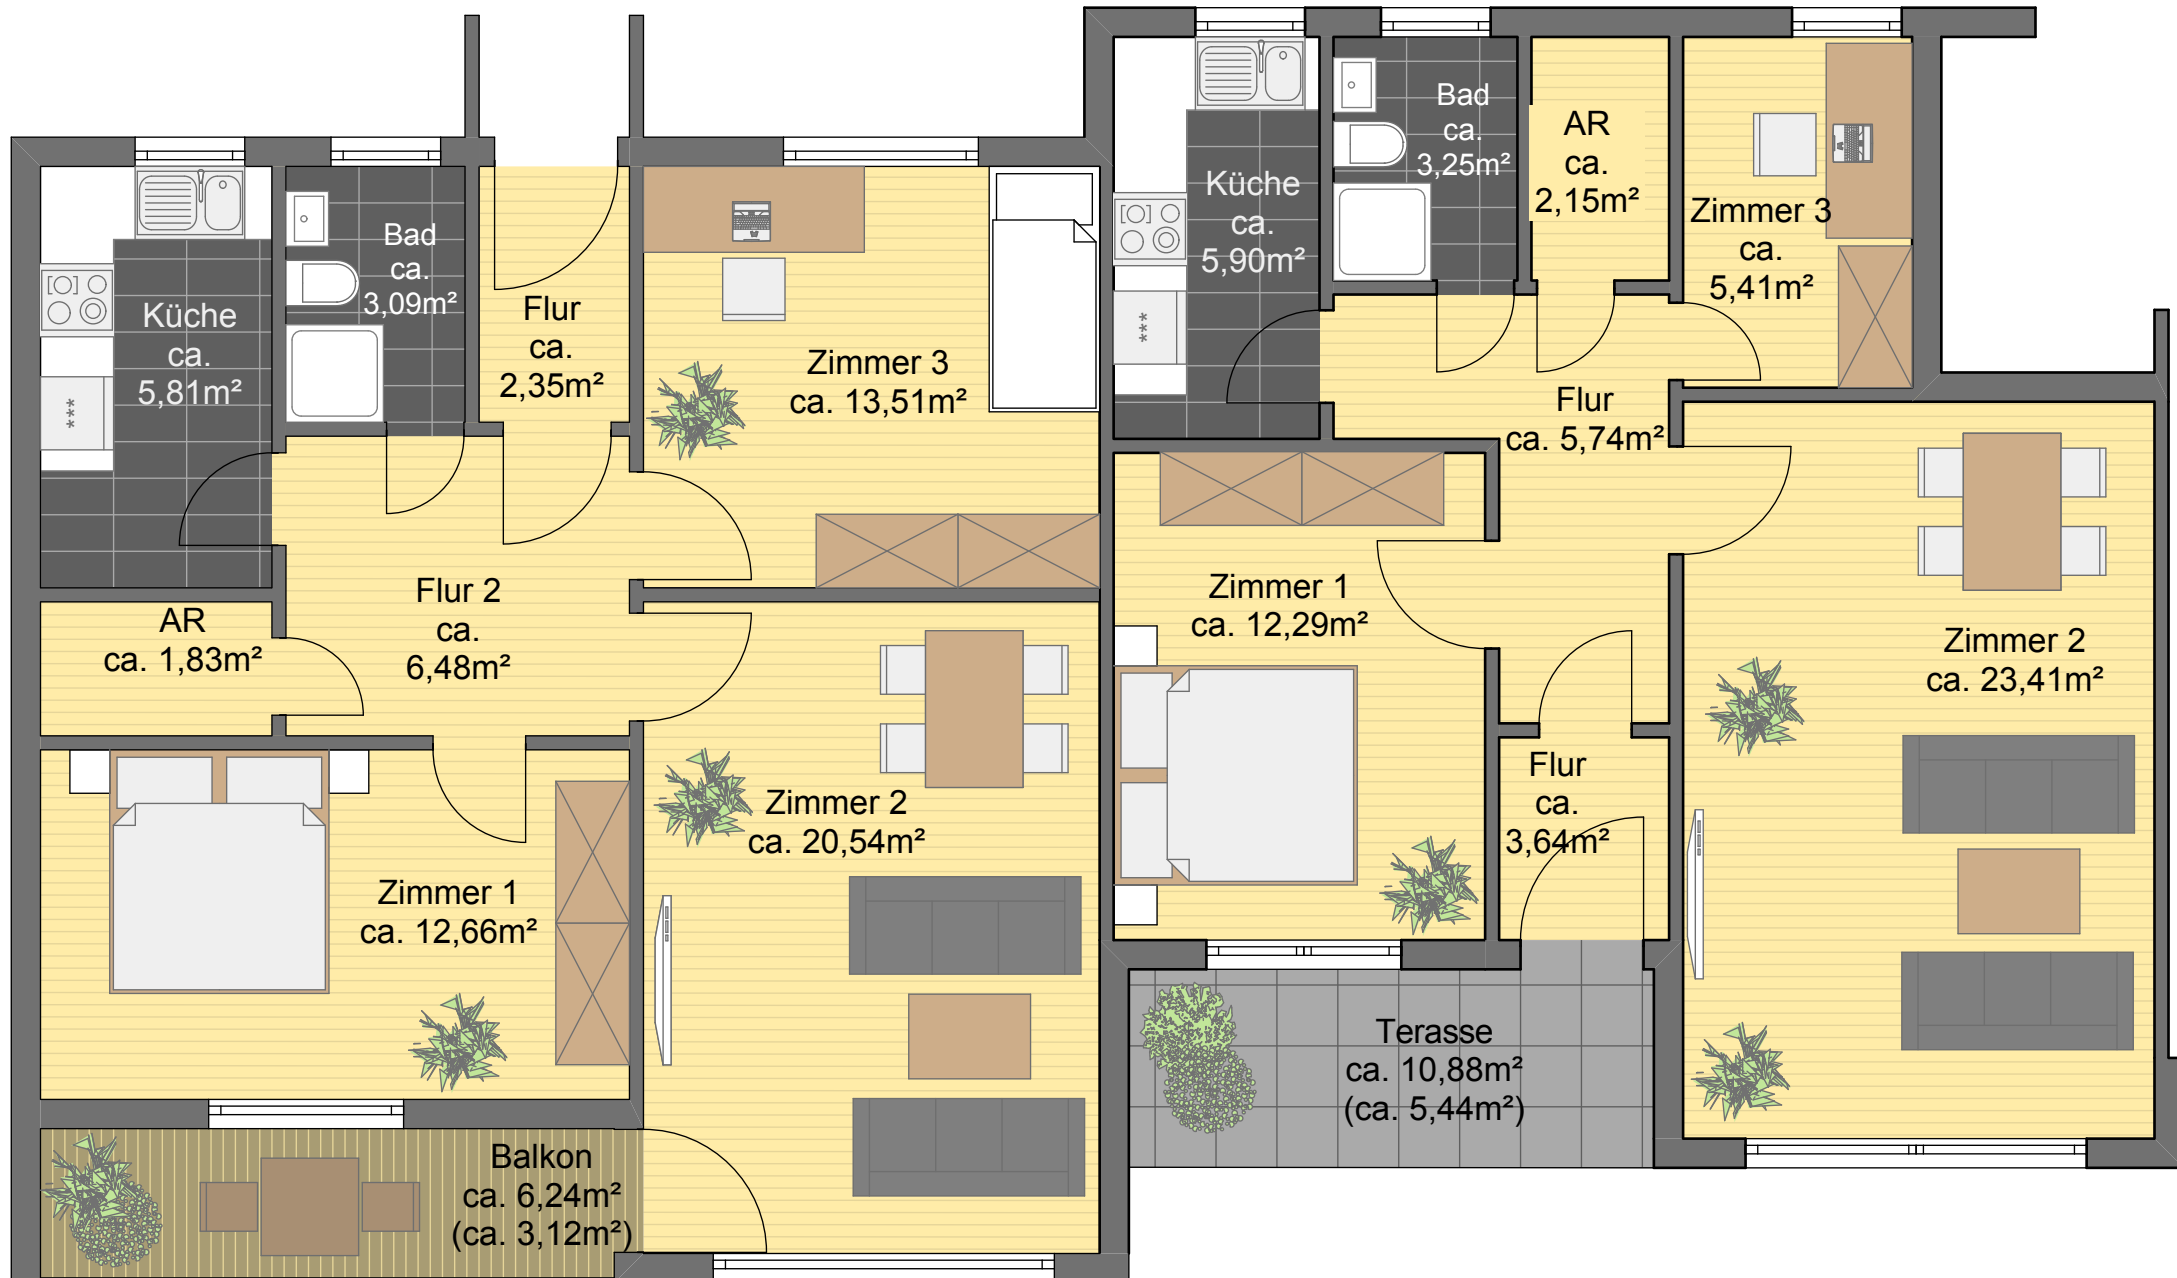 Küche
ca.
5,81m²
Bad
ca.
3,09m²
Flur
ca.
2,35m²
Zimmer 3
ca. 13,51m²
AR
ca. 1,83m²
Flur 2
ca.
6,48m²
Zimmer 1
ca. 12,66m²
Zimmer 2
ca. 20,54m²
Balkon
ca. 6,24m²
(ca. 3,12m²)
Küche
ca.
5,90m²
Bad
ca.
3,25m²
AR
ca.
2,15m²
Zimmer 3
ca.
5,41m²
Flur
ca. 5,74m²
Zimmer 1
ca. 12,29m²
Zimmer 2
ca. 23,41m²
Flur
ca.
3,64m²
Terasse
ca. 10,88m²
(ca. 5,44m²)